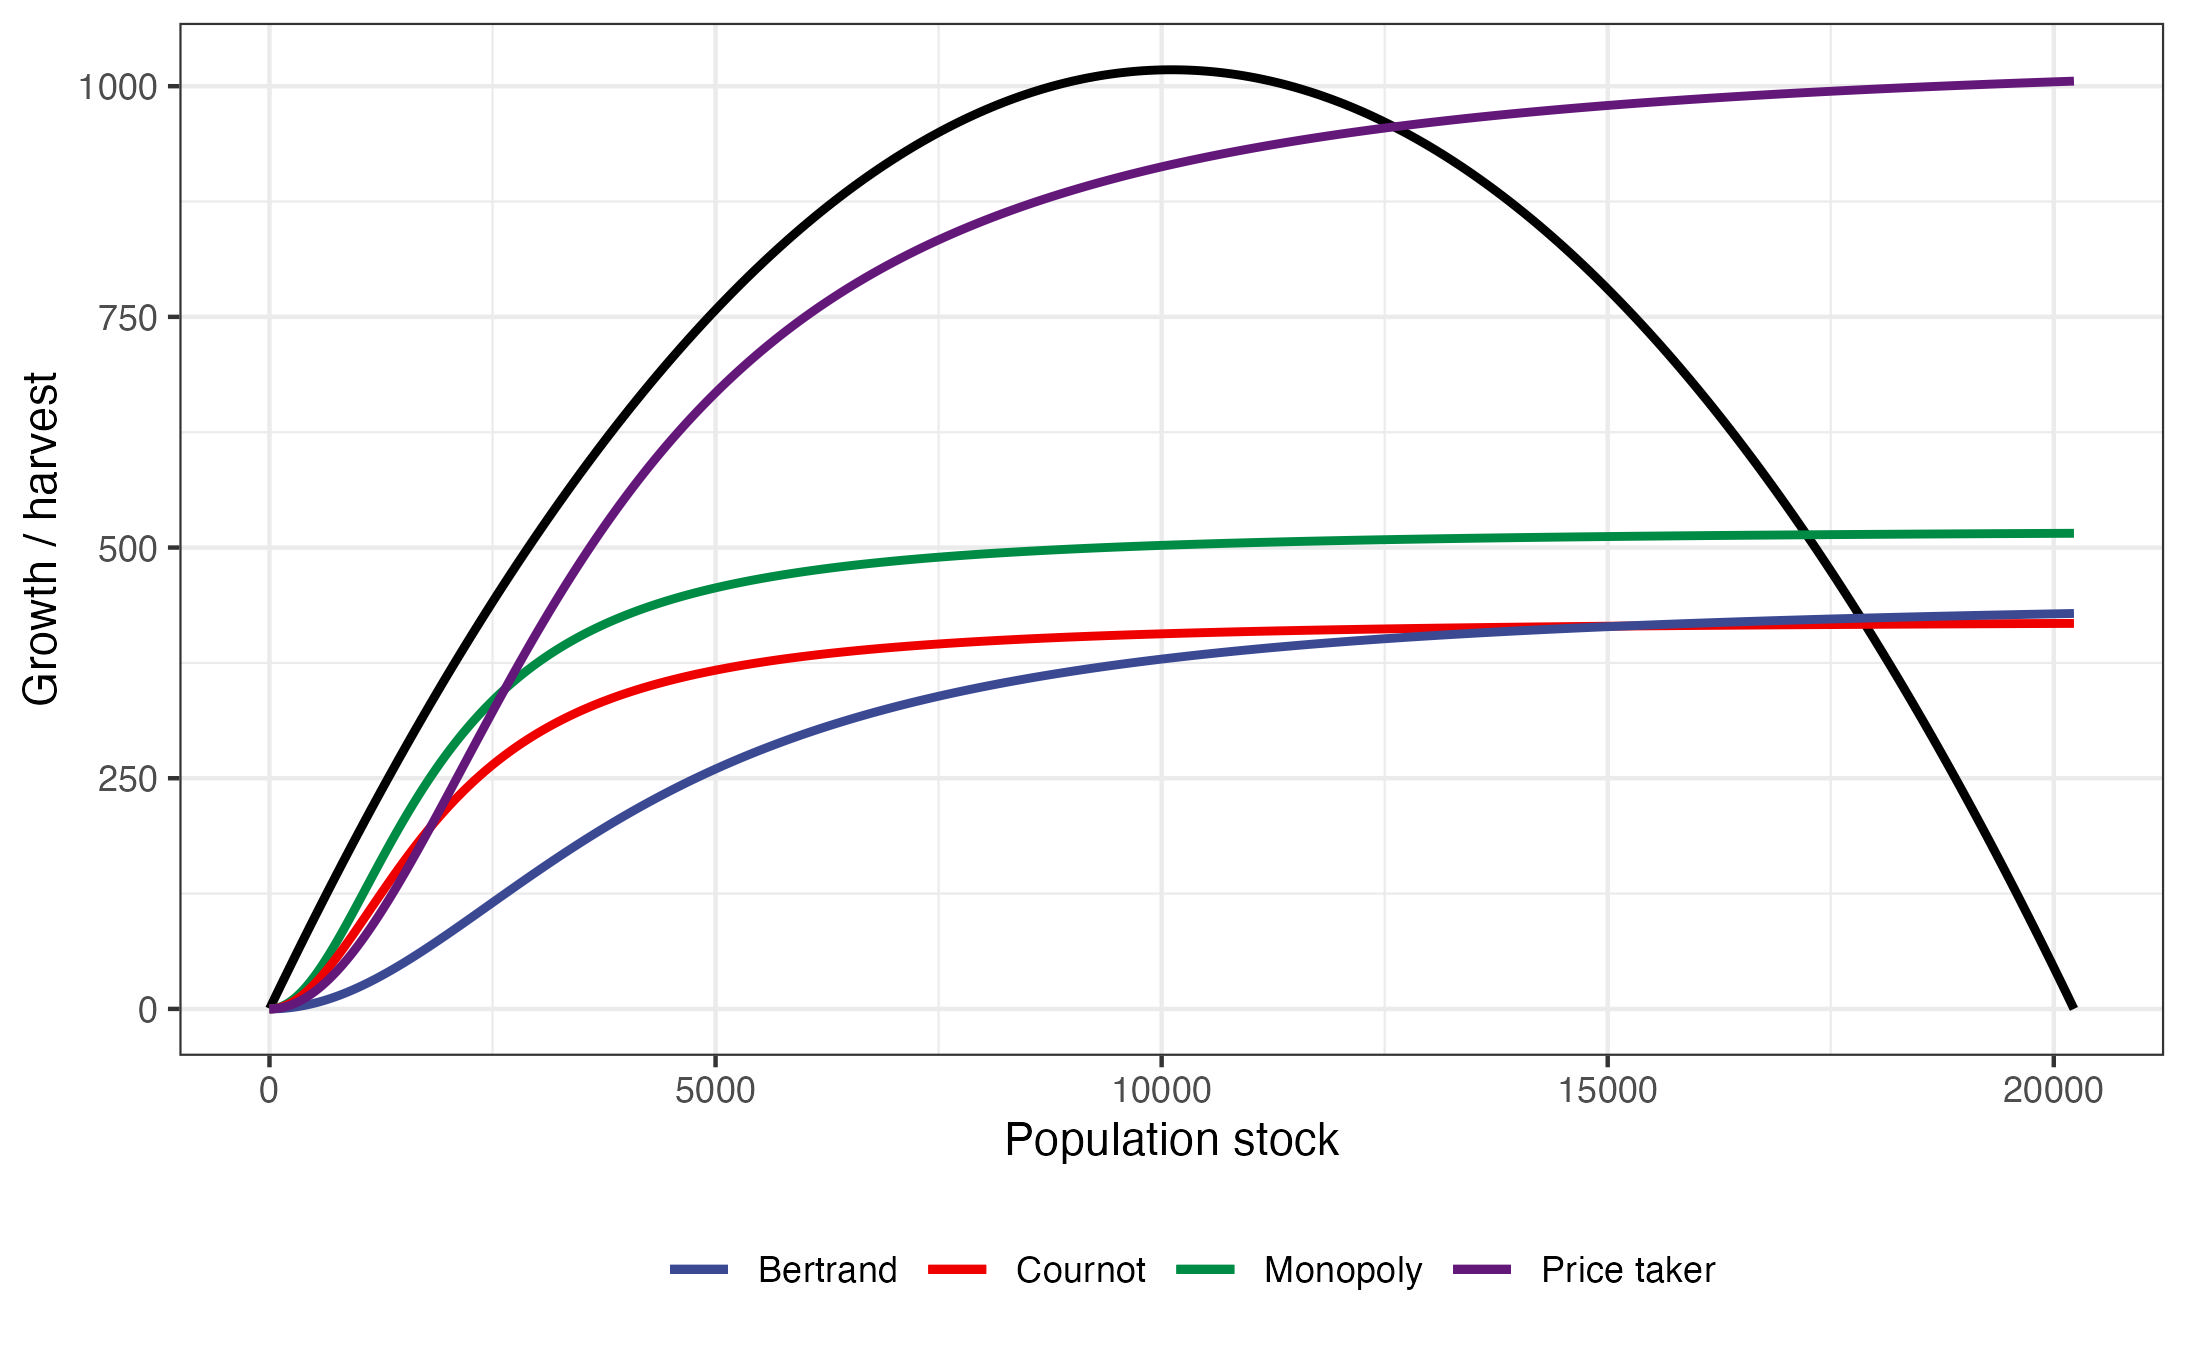 1000
750
500
250
0
Growth / harvest
0 5000 10000 15000 20000
Population stock
Bertrand Cournot Monopoly Price taker